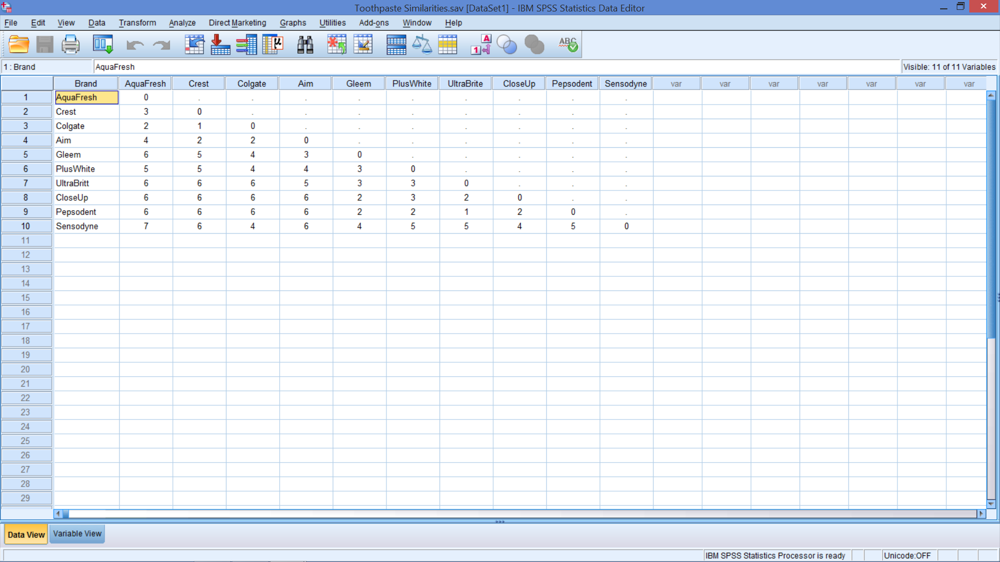 Toothpaste Similarities.sav [DataSet1] - IBM SPSS Statistics Data Editor
File Edit View Data Transform Analyze Direct Marketing Graphs Utilities Add-ons Window Help
μ A 1 ABC
1 : Brand AquaFresh Visible: 11 of 11 Variables
Brand AquaFresh Crest Colgate Aim Gleem PlusWhite UltraBrite CloseUp Pepsodent Sensodyne var var var var var var var
1 AquaFresh 0 . . . . . . . . .
2 Crest 3 0 . . . . . . . .
3 Colgate 2 1 0 . . . . . . .
4 Aim 4 2 2 0 . . . . . .
5 Gleem 6 5 4 3 0 . . . . .
6 PlusWhite 5 5 4 4 3 0 . . . .
7 UltraBritt 6 6 6 5 3 3 0 . . .
8 CloseUp 6 6 6 6 2 3 2 0 . .
9 Pepsodent 6 6 6 6 2 2 1 2 0 .
10 Sensodyne 7 6 4 6 4 5 5 4 5 0
11
12
13
14
15
16
17
18
19
20
21
22
23
24
25
26
27
28
29
Data View Variable View
IBM SPSS Statistics Processor is ready Unicode:OFF